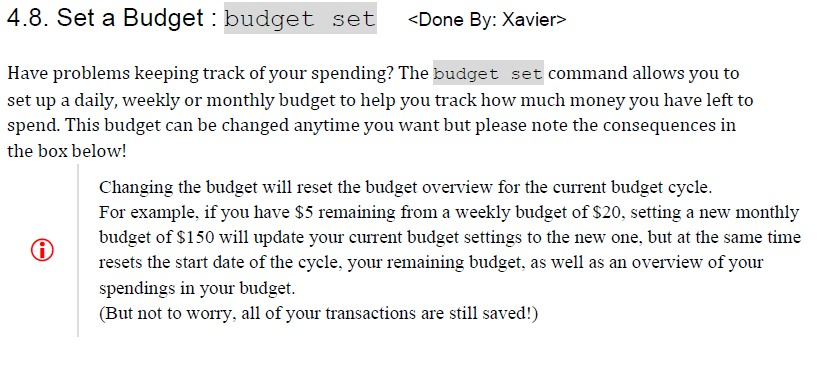 4.8. Set a Budget : budget set <Done By: Xavier>
Have problems keeping track of your spending? The budget set command allows you to
set up a daily, weekly or monthly budget to help you track how much money you have left to
spend. This budget can be changed anytime you want but please note the consequences in
the box below!
Changing the budget will reset the budget overview for the current budget cycle.
For example, if you have $5 remaining from a weekly budget of $20, setting a new monthly
budget of $150 will update your current budget settings to the new one, but at the same time
resets the start date of the cycle, your remaining budget, as well as an overview of your
spendings in your budget.
(But not to worry, all of your transactions are still saved!)